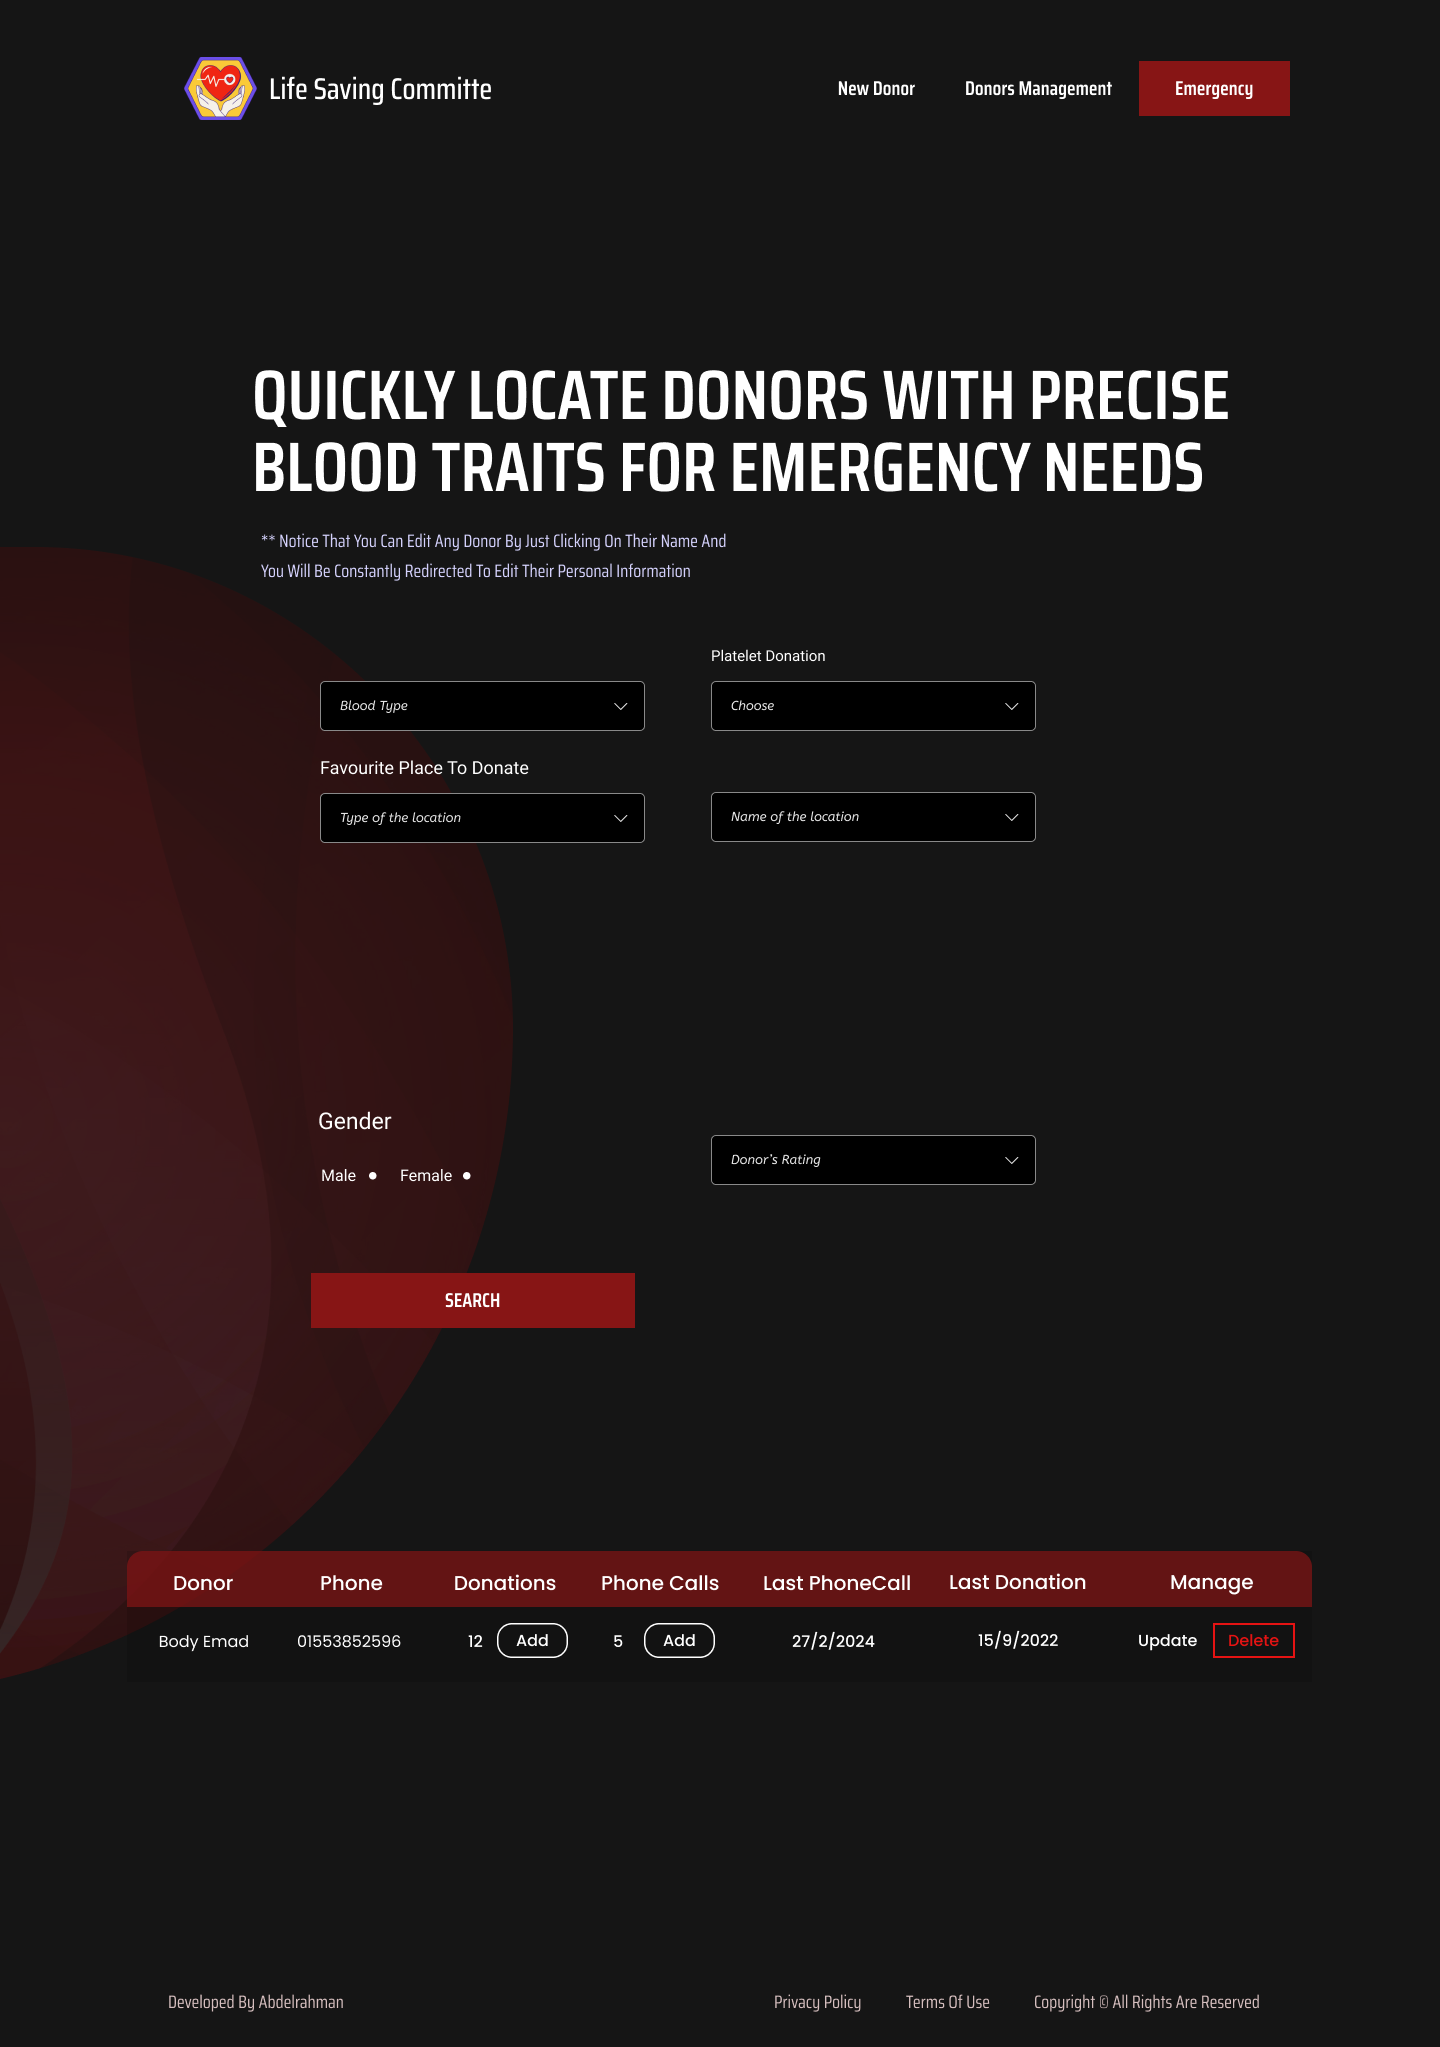 Life Saving Committe
New Donor
Donors Management
Emergency
QUICKLY LOCATE DONORS WITH PRECISE
BLOOD TRAITS FOR EMERGENCY NEEDS
** Notice That You Can Edit Any Donor By Just Clicking On Their Name And
You Will Be Constantly Redirected To Edit Their Personal Information
Platelet Donation
Blood Type
Choose
Favourite Place To Donate
Type of the location
Name of the location
Gender
Male
Female
Donor's Rating
SEARCH
Donor Phone Donations Phone Calls Last PhoneCall Last Donation Manage
Body Emad 01553852596 12 Add 5 Add 27/2/2024 15/9/2022 Update Delete
Developed By Abdelrahman
Privacy Policy
Terms Of Use
Copyright © All Rights Are Reserved